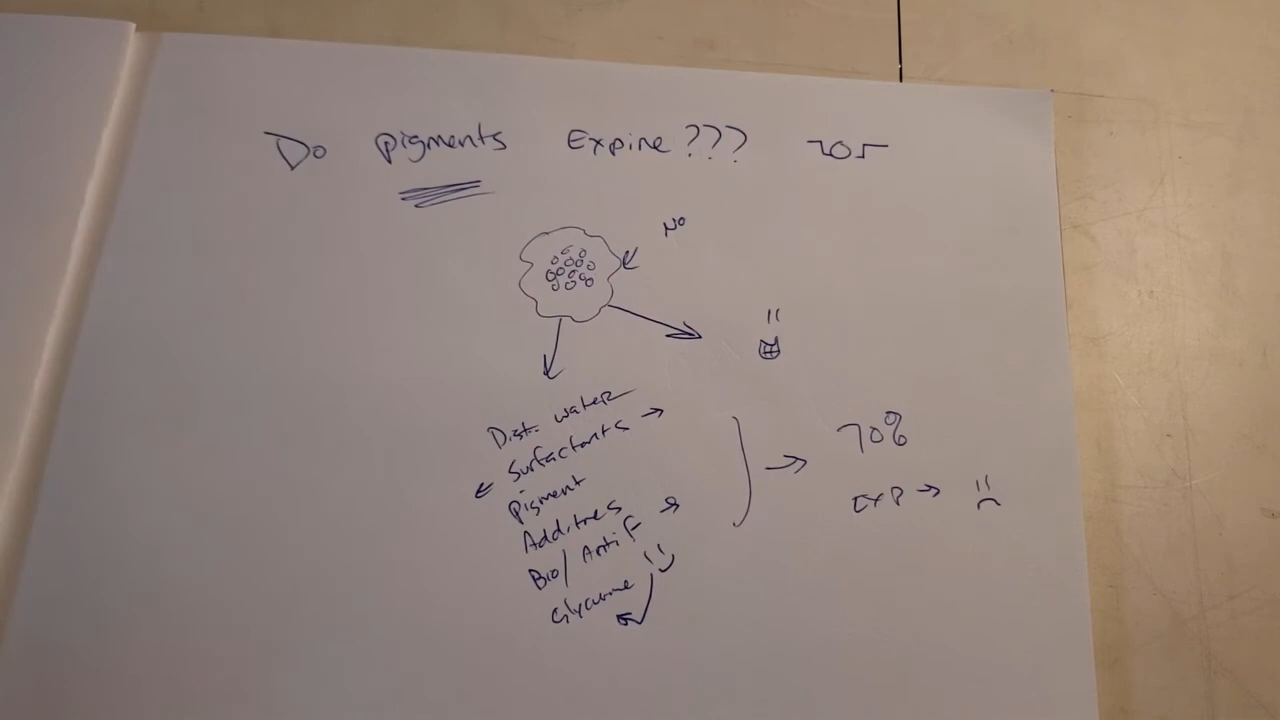 Do pigments Expire???
No
Dist. water
Surfactants
pigment
Additives
Bio/Antif
Glycerine
70%
EXP